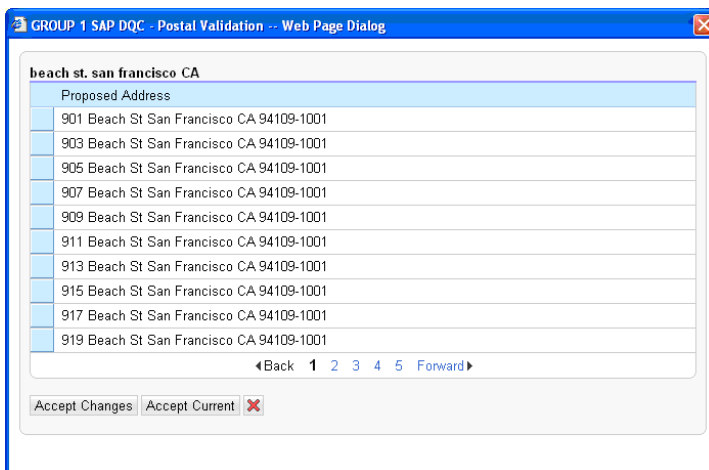 GROUP 1 SAP DQC - Postal Validation -- Web Page Dialog
beach st. san francisco CA
Proposed Address
901 Beach St San Francisco CA 94109-1001
903 Beach St San Francisco CA 94109-1001
905 Beach St San Francisco CA 94109-1001
907 Beach St San Francisco CA 94109-1001
909 Beach St San Francisco CA 94109-1001
911 Beach St San Francisco CA 94109-1001
913 Beach St San Francisco CA 94109-1001
915 Beach St San Francisco CA 94109-1001
917 Beach St San Francisco CA 94109-1001
919 Beach St San Francisco CA 94109-1001
Back 1 2 3 4 5 Forward
Accept Changes Accept Current